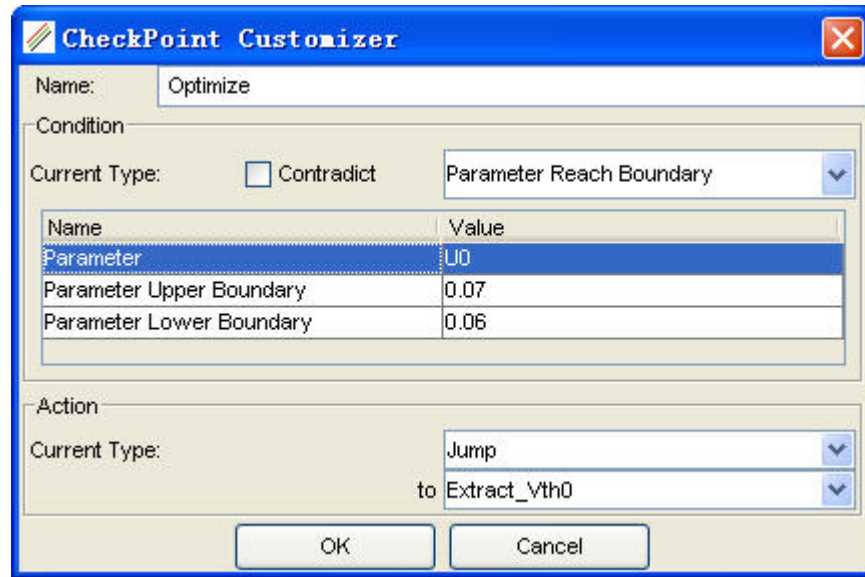 CheckPoint Customizer
Name: Optimize
Condition
Current Type: Contradict Parameter Reach Boundary
Name Value
Parameter U0
Parameter Upper Boundary 0.07
Parameter Lower Boundary 0.06
Action
Current Type: Jump
to Extract_Vth0
OK Cancel